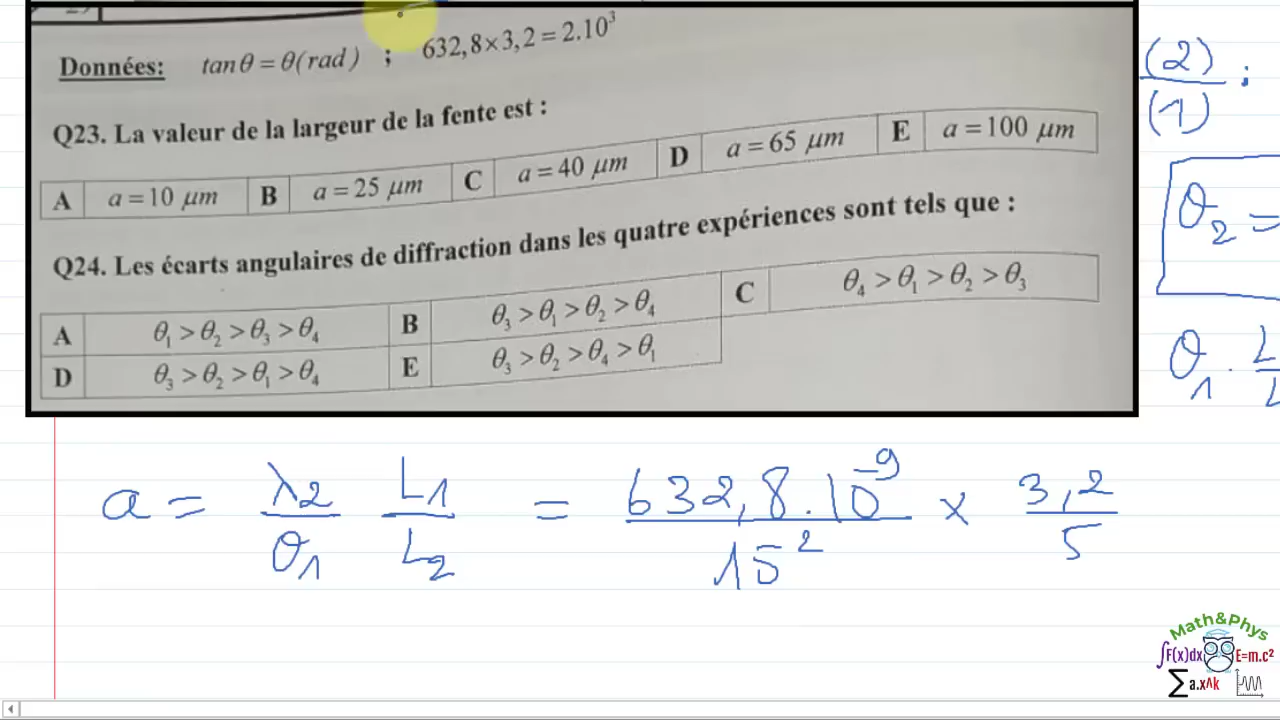 Données: tanθ = θ(rad) ; 632,8×3,2 = 2.10³
Q23. La valeur de la largeur de la fente est :
A a = 10 μm B a = 25 μm C a = 40 μm D a = 65 μm E a = 100 μm
Q24. Les écarts angulaires de diffraction dans les quatre expériences sont tels que :
A θ₁ > θ₂ > θ₃ > θ₄ B θ₃ > θ₁ > θ₂ > θ₄ C θ₄ > θ₁ > θ₂ > θ₃
D θ₃ > θ₂ > θ₁ > θ₄ E θ₃ > θ₂ > θ₄ > θ₁
(2)/(1) ;
θ₂ =
θ₁ . L
a = λ₂/θ₁ L₁/L₂ = 632,8.10⁻⁹/15² × 3,2/5
Math&Phys
∫F(x)dx E=m.c²
∑ a.x∧k